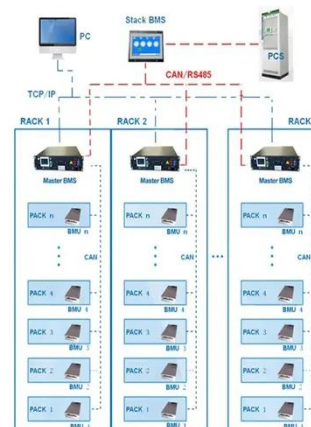 PC
Stack BMS
PCS
CAN/RS485
TCP/IP
RACK 1
RACK 2
RACK
Master BMS
Master BMS
Master BMS
PACK n
BMU n
PACK n
BMU n
PACK n
BMU n
CAN
CAN
CAN
PACK 4
BMU 4
PACK 4
BMU 4
PACK 4
BMU 4
PACK 3
BMU 3
PACK 3
BMU 3
PACK 3
BMU 3
PACK 2
BMU 2
PACK 2
BMU 2
PACK 2
BMU 2
PACK 1
BMU
PACK 1
BMU
PACK 1
BMU